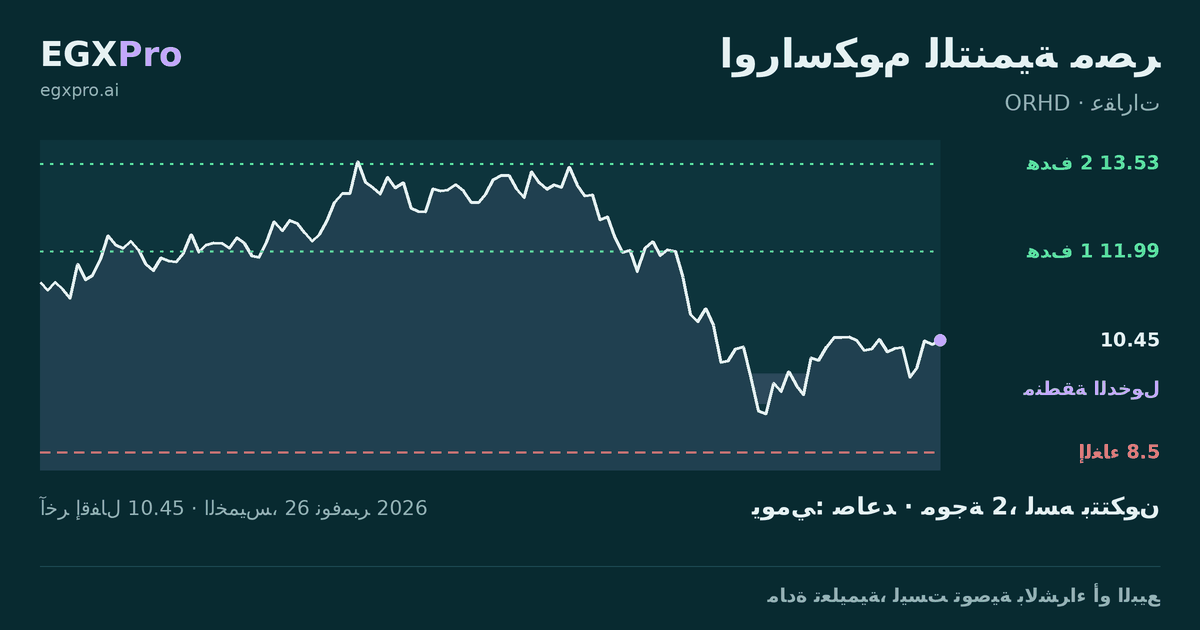 EGXPro
egxpro.ai
اوراسكوم للتنمية مصر
ORHD · عقارات
هدف 2 13.53
هدف 1 11.99
10.45
منطقة الدخول
إلغاء 8.5
يومي: صاعد · موجة 2، لسه بتتكون
آخر إقفال 10.45 · الخميس، 26 نوفمبر 2026
مادة تعليمية، ليست توصية بالشراء أو البيع